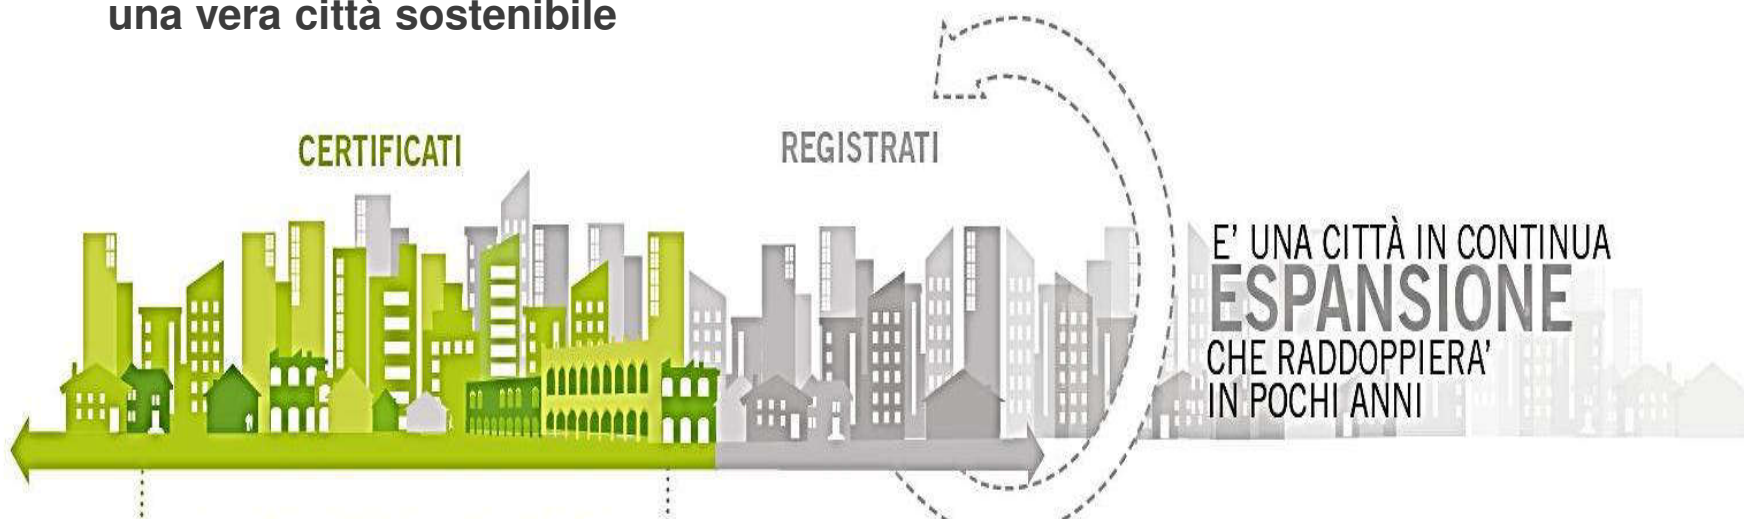 una vera città sostenibile
CERTIFICATI
REGISTRATI
E' UNA CITTÀ IN CONTINUA
ESPANSIONE
CHE RADDOPPIERA'
IN POCHI ANNI